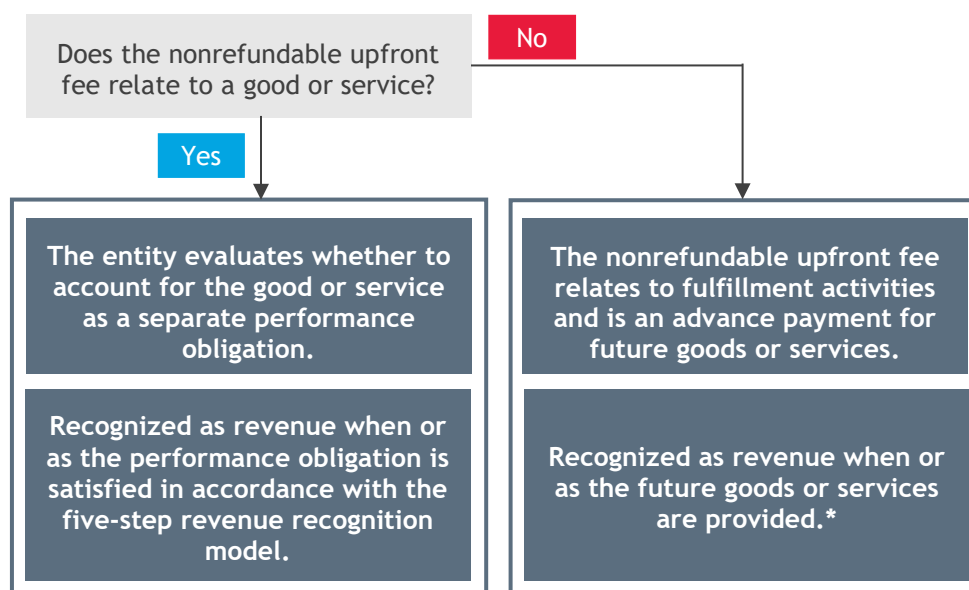 Does the nonrefundable upfront
fee relate to a good or service?
No
Yes
The entity evaluates whether to
account for the good or service
as a separate performance
obligation.
Recognized as revenue when or
as the performance obligation is
satisfied in accordance with the
five-step revenue recognition
model.
The nonrefundable upfront fee
relates to fulfillment activities
and is an advance payment for
future goods or services.
Recognized as revenue when or
as the future goods or services
are provided.*